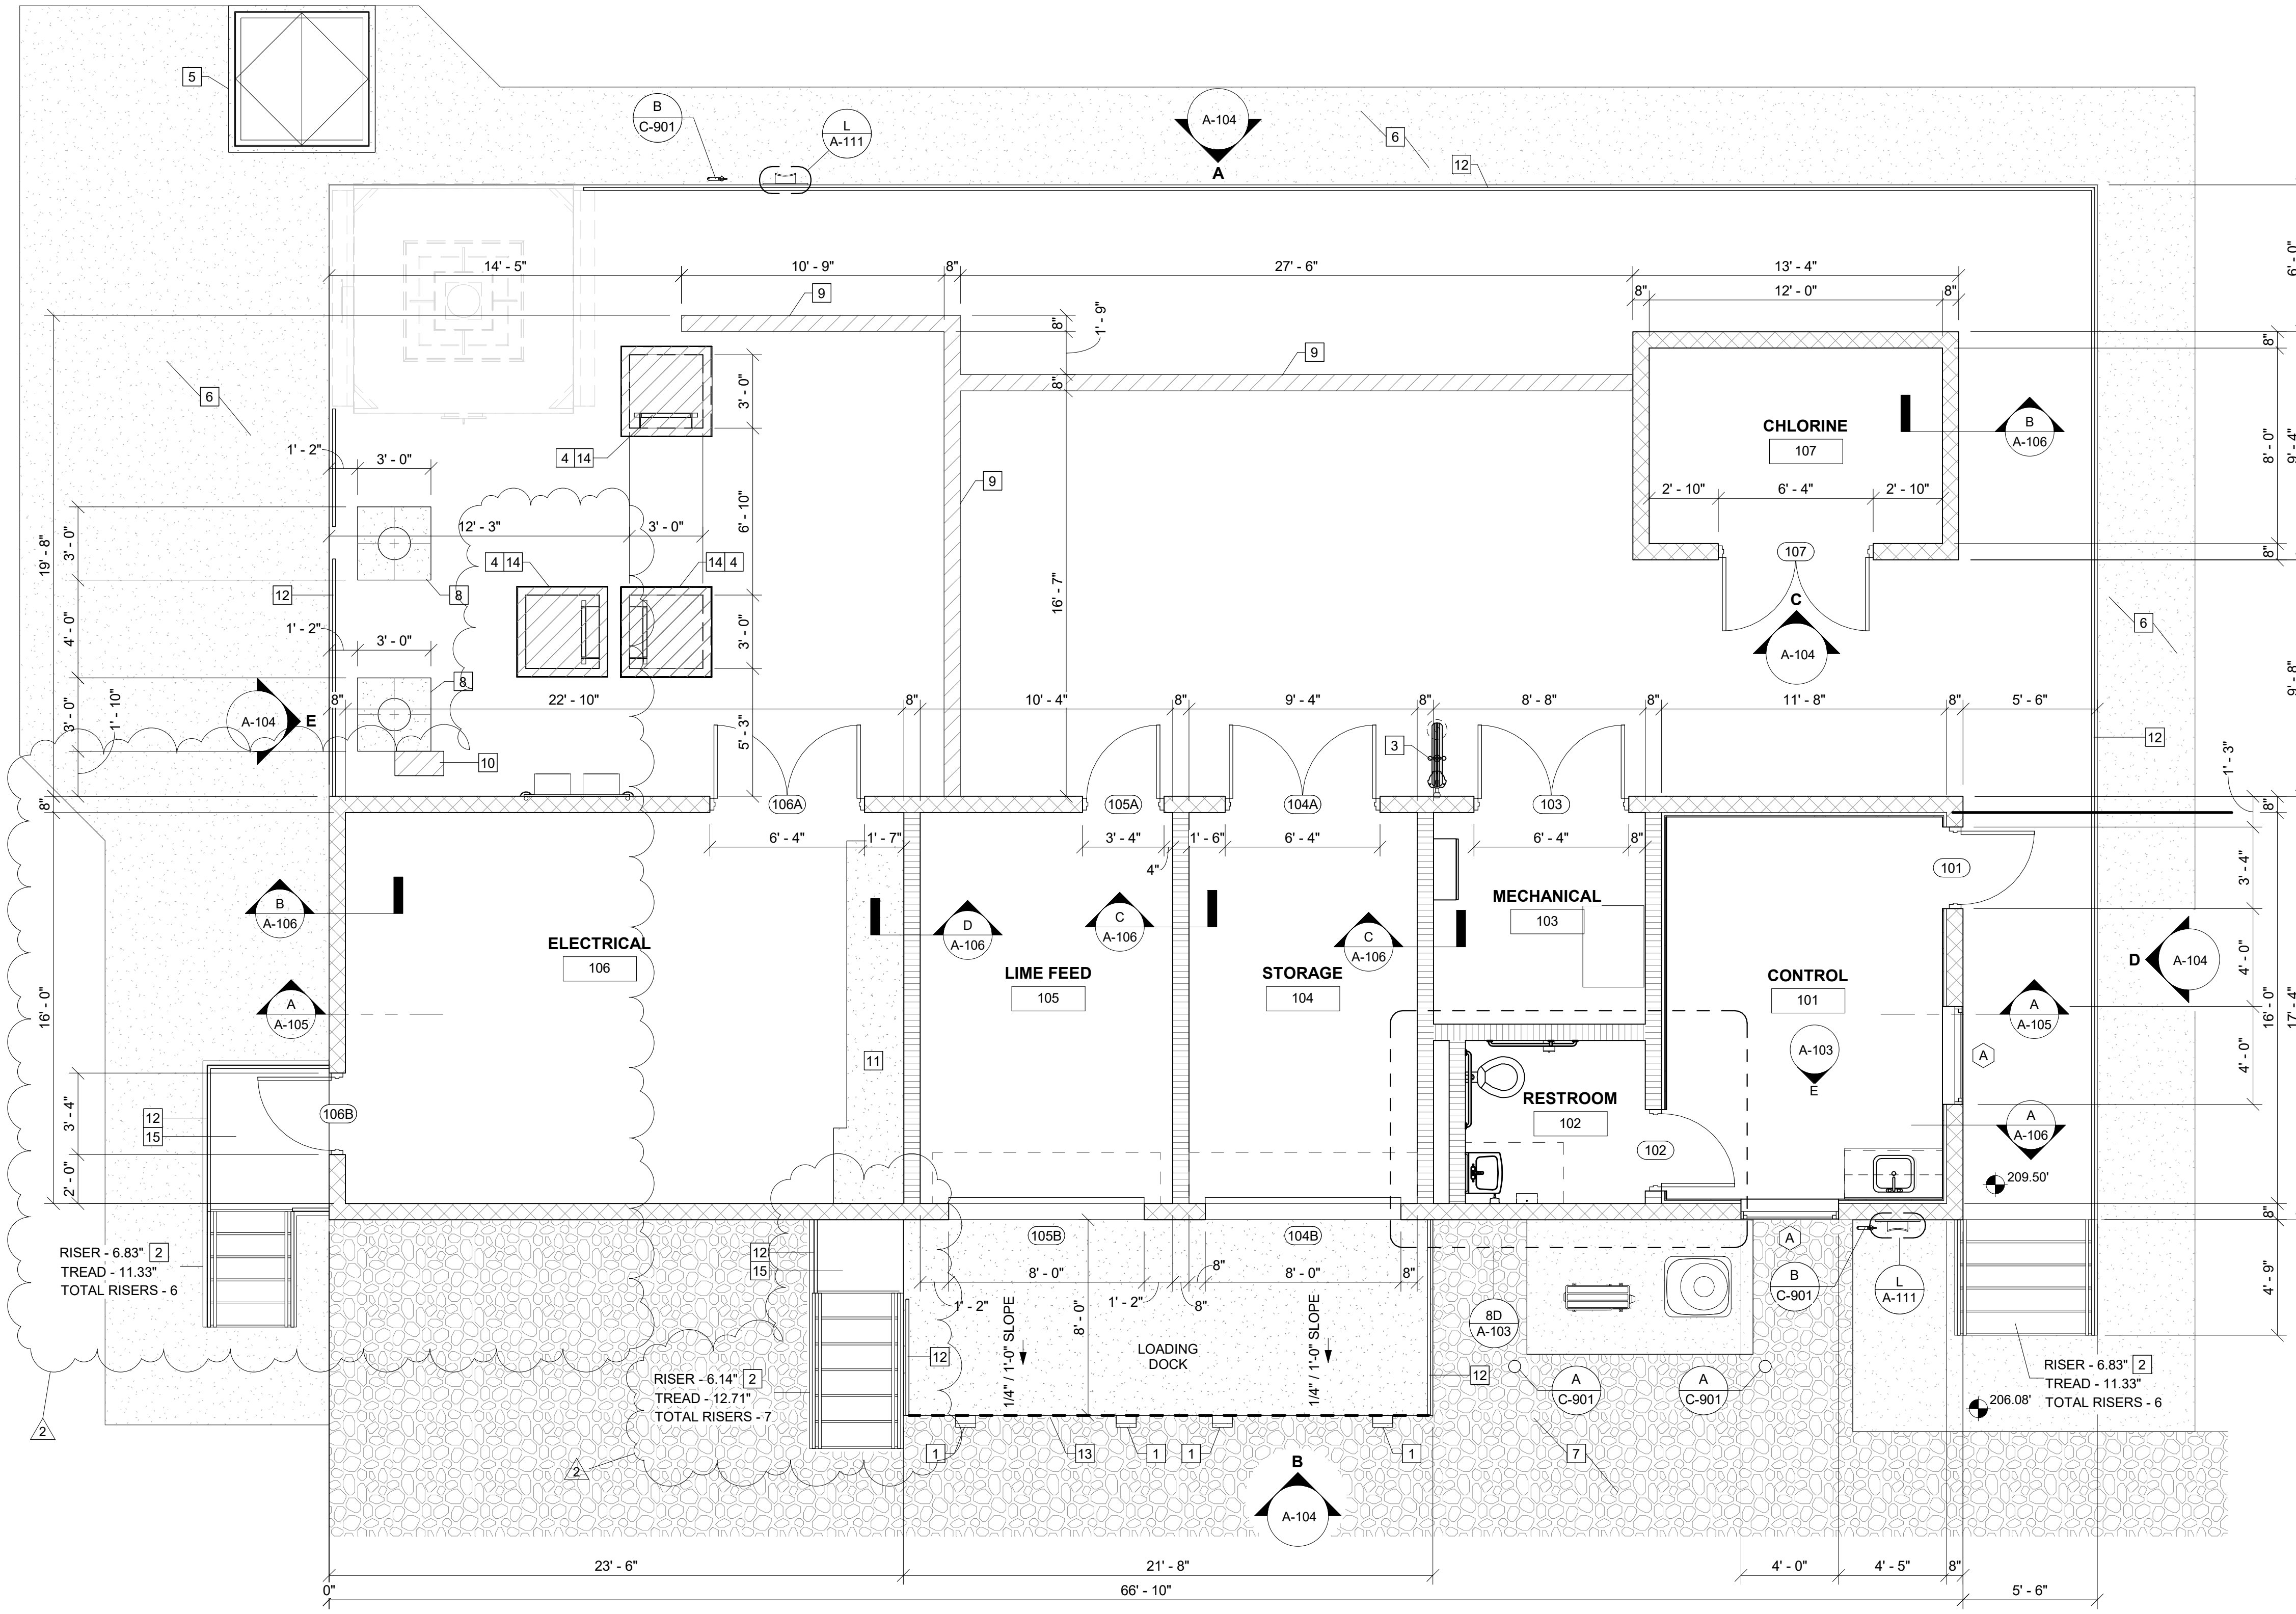 5
B
C-901
L
A-111
A-104
A
6
12
6'-0"
14' - 5"
10' - 9"
8"
27' - 6"
13' - 4"
8"
12' - 0"
8"
9
8"
1' - 9"
9
8"
8"
3' - 0"
6
CHLORINE
107
B
A-106
8' - 0"
9' - 4"
1' - 2"
3' - 0"
4 14
9
2' - 10"
6' - 4"
2' - 10"
6' - 10"
12' - 3"
3' - 0"
19' - 8"
3' - 0"
107
8"
4 14
14 4
16' - 7"
12
8
C
6
1' - 2"
3' - 0"
4' - 0"
3' - 0"
A-104
8
9' - 8"
3' - 0"
1' - 10"
A-104
E
8"
22' - 10"
8"
10' - 4"
8"
9' - 4"
8"
8' - 8"
8"
11' - 8"
8"
5' - 6"
5' - 3"
3
12
10
1' - 3"
8"
106A
105A
104A
103
8"
6' - 4"
1' - 7"
3' - 4"
4"
1' - 6"
6' - 4"
6' - 4"
8"
101
3' - 4"
B
A-106
D
A-106
C
A-106
C
A-106
MECHANICAL
103
ELECTRICAL
106
LIME FEED
105
STORAGE
104
CONTROL
101
4' - 0"
D
A-104
16' - 0"
A
A-105
A
A-105
16' - 0"
17' - 4"
11
A-103
E
A
4' - 0"
12
15
3' - 4"
106B
RESTROOM
102
A
A-106
102
2' - 0"
209.50'
8"
RISER - 6.83" 2
TREAD - 11.33"
TOTAL RISERS - 6
12
15
105B
104B
A
8' - 0"
8"
8' - 0"
8"
B
C-901
L
A-111
1' - 2"
1' - 2"
8"
4' - 9"
1/4" / 1'-0" SLOPE
8' - 0"
1/4" / 1'-0" SLOPE
8D
A-103
LOADING
DOCK
12
12
RISER - 6.14" 2
TREAD - 12.71"
TOTAL RISERS - 7
A
C-901
A
C-901
RISER - 6.83" 2
TREAD - 11.33"
TOTAL RISERS - 6
206.08'
2
2
1
13
1
1
1
7
B
A-104
23' - 6"
21' - 8"
4' - 0"
4' - 5"
8"
0"
66' - 10"
5' - 6"